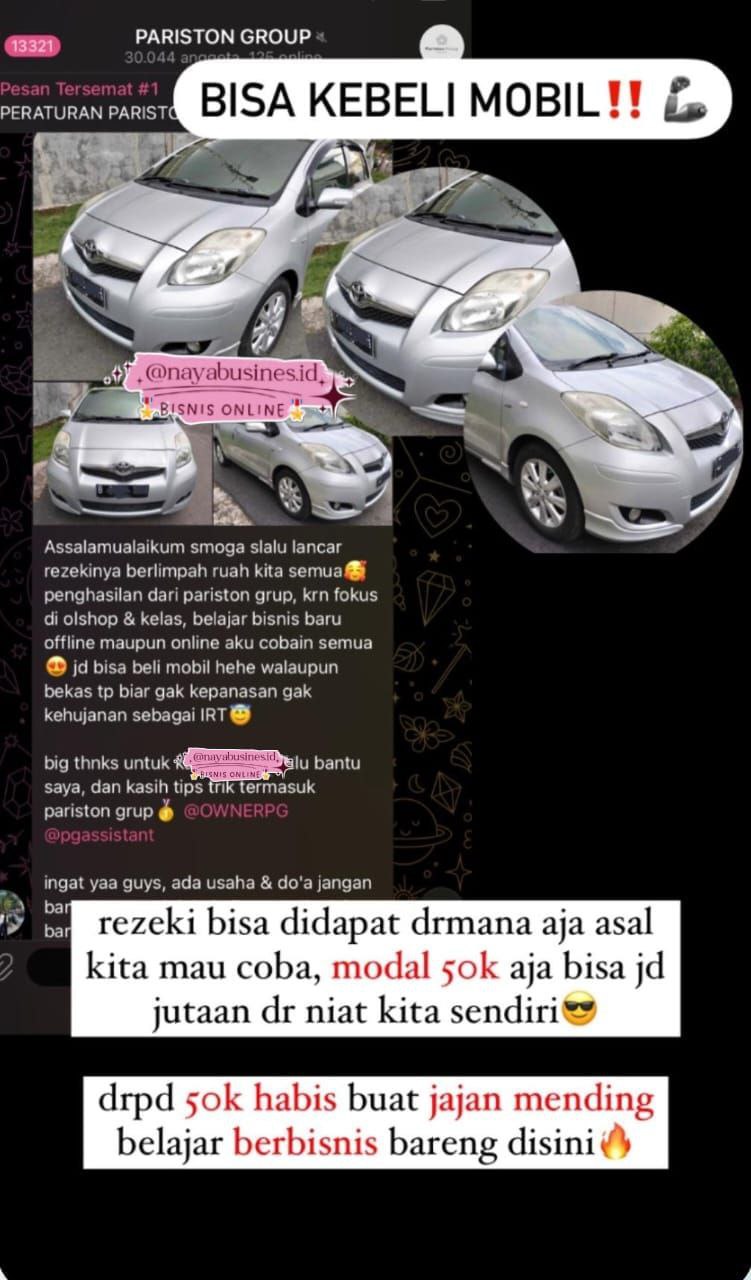 13321
PARISTON GROUP
30.044 anggota, 125 online
Pesan Tersemat #1
PERATURAN PARISTO
BISA KEBELI MOBIL‼️ 💪
@nayabusines.id
🎖️BISNIS ONLINE🎖️
Assalamualaikum smoga slalu lancar
rezekinya berlimpah ruah kita semua🥰
penghasilan dari pariston grup, krn fokus
di olshop & kelas, belajar bisnis baru
offline maupun online aku cobain semua
😍 jd bisa beli mobil hehe walaupun
bekas tp biar gak kepanasan gak
kehujanan sebagai IRT😇
big thnks untuk @nayabusines.id alu bantu
BISNIS ONLINE
saya, dan kasih tips trik termasuk
pariston grup🥇 @OWNERPG
@pgassistant
ingat yaa guys, ada usaha & do'a jangan
bar
bar
rezeki bisa didapat drmana aja asal
kita mau coba, modal 50k aja bisa jd
jutaan dr niat kita sendiri😎
drpd 50k habis buat jajan mending
belajar berbisnis bareng disini🔥